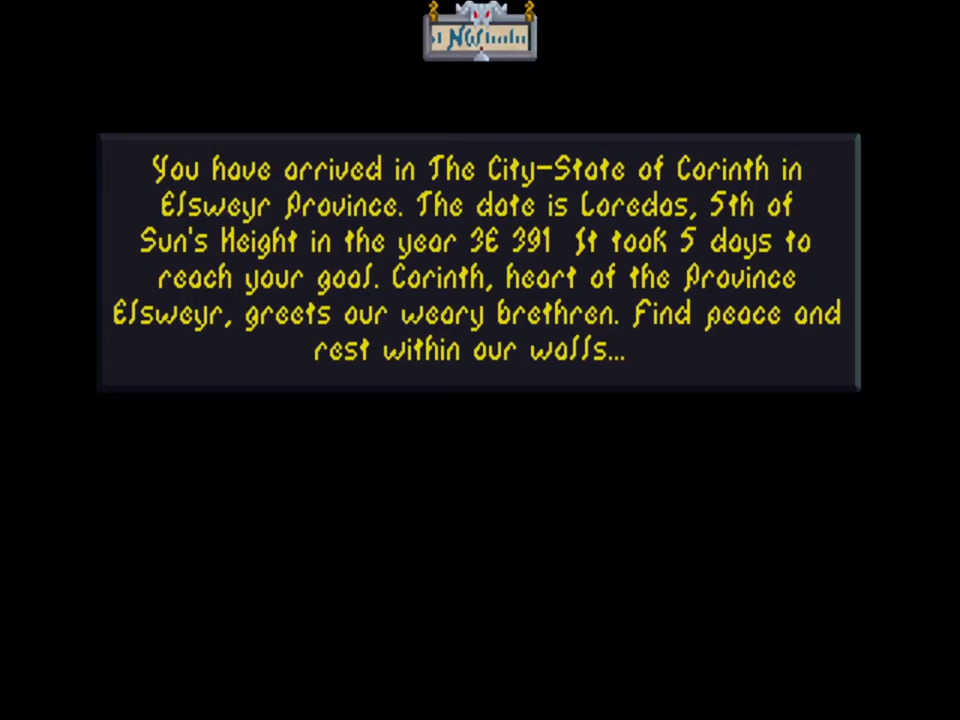 NW
You have arrived in The City-State of Corinth in
Elsweyr Province. The date is Loredas, 5th of
Sun's Height in the year 3E 391 It took 5 days to
reach your goal. Corinth, heart of the Province
Elsweyr, greets our weary brethren. Find peace and
rest within our walls...